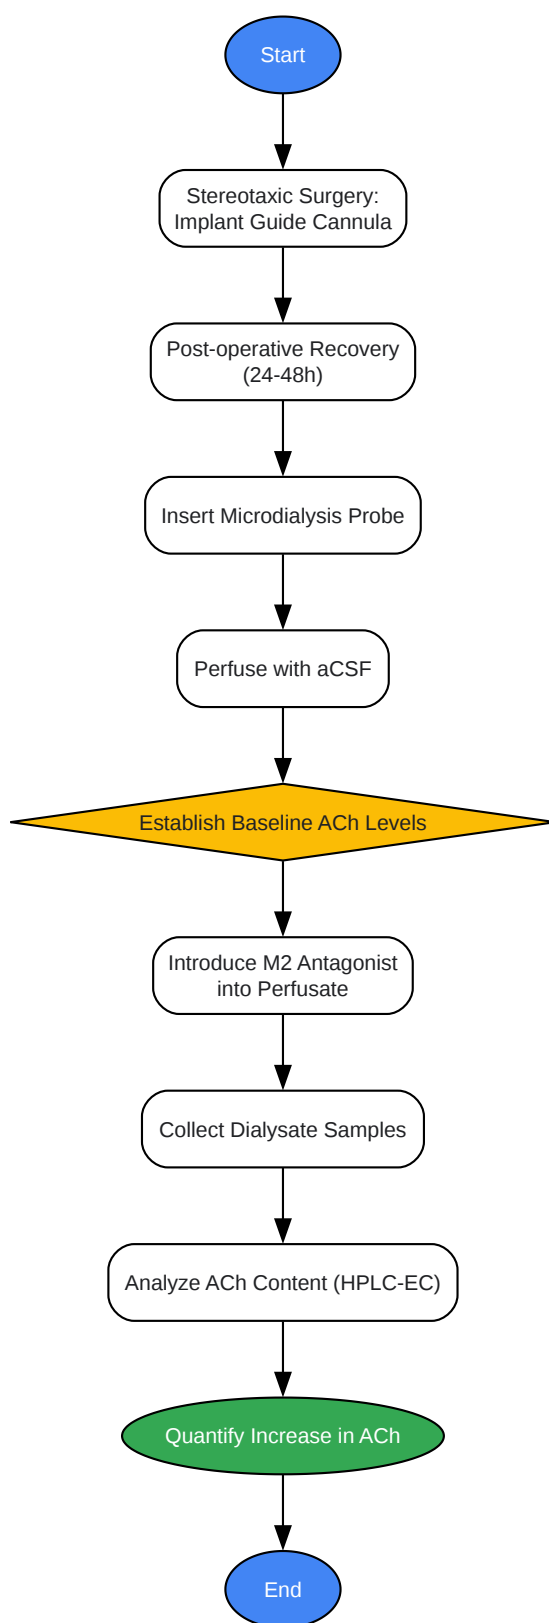 Start
Stereotaxic Surgery:
Implant Guide Cannula
Post-operative Recovery
(24-48h)
Insert Microdialysis Probe
Perfuse with aCSF
Establish Baseline ACh Levels
Introduce M2 Antagonist
into Perfusate
Collect Dialysate Samples
Analyze ACh Content (HPLC-EC)
Quantify Increase in ACh
End